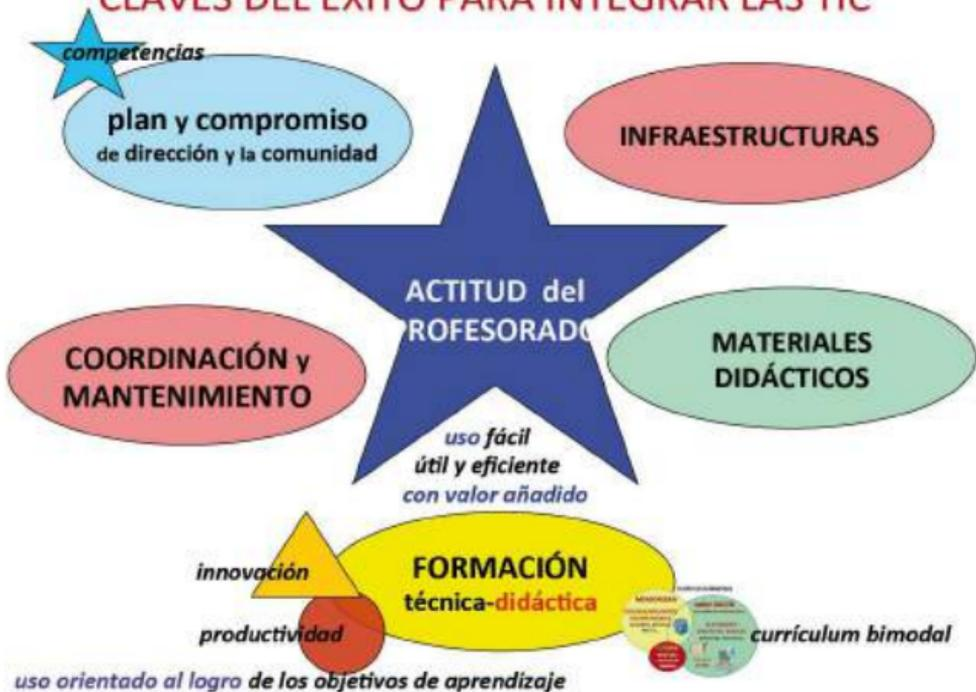 CLAVES DEL ÉXITO PARA INTEGRAR LAS TIC
competencias
plan y compromiso
de dirección y la comunidad
INFRAESTRUCTURAS
ACTITUD del
PROFESORADO
COORDINACIÓN y
MANTENIMIENTO
MATERIALES
DIDÁCTICOS
uso fácil
útil y eficiente
con valor añadido
innovación
FORMACIÓN
técnica-didáctica
productividad
currículum bimodal
uso orientado al logro de los objetivos de aprendizaje